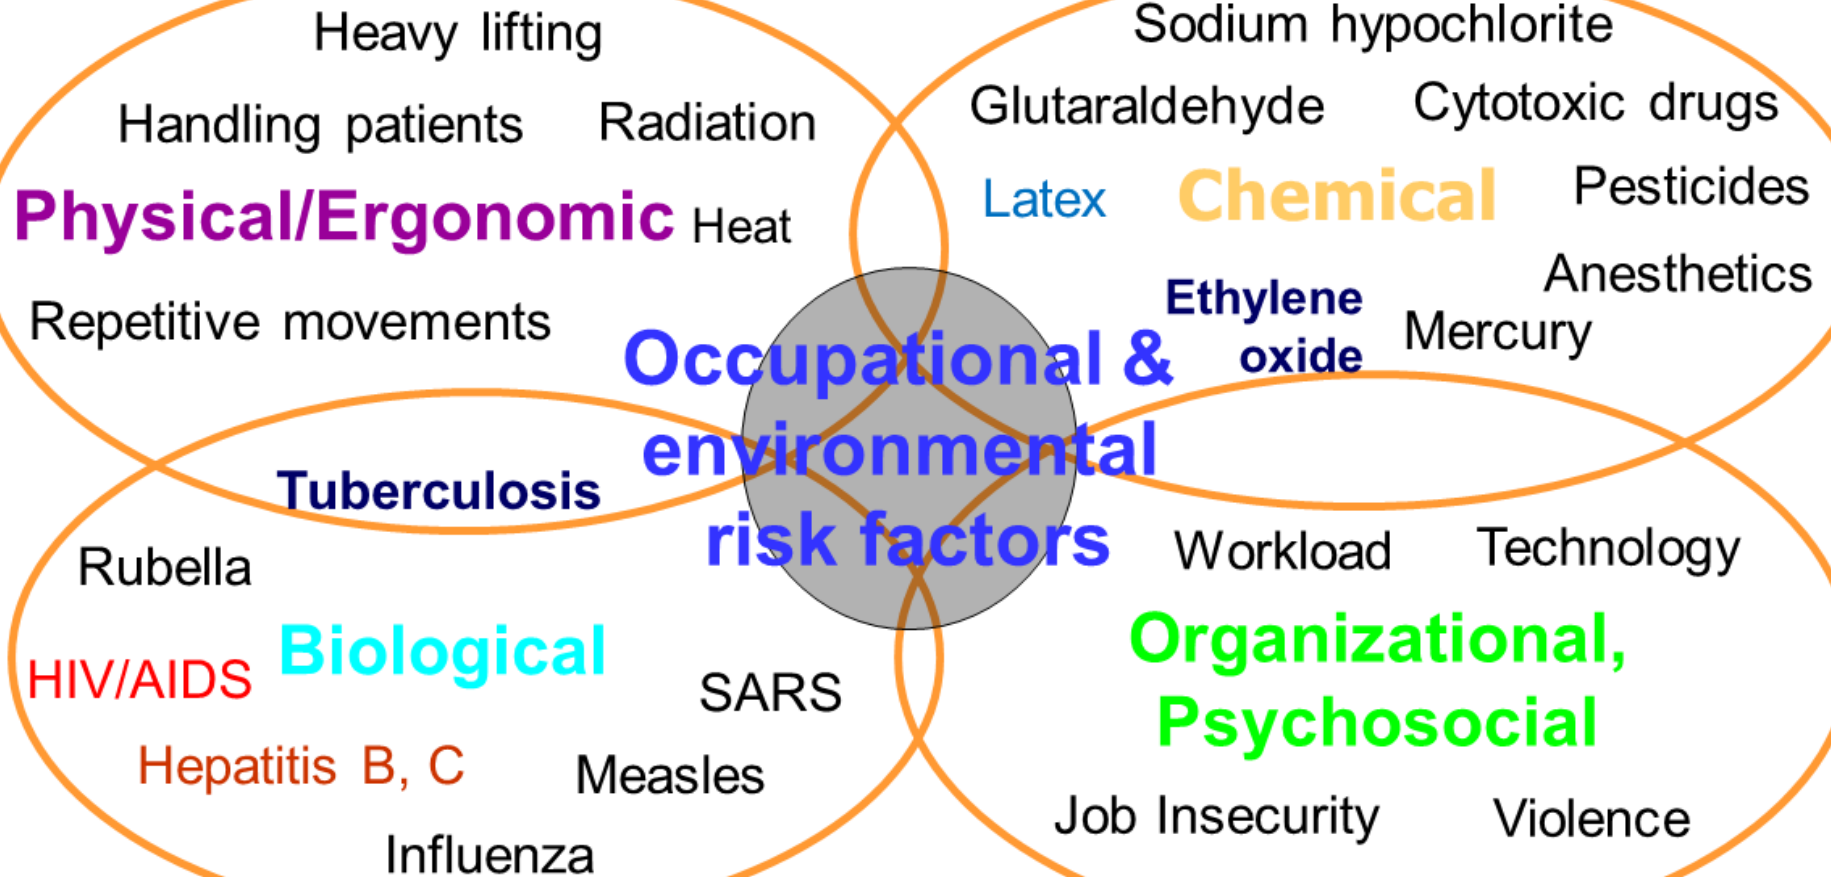 Heavy lifting
Handling patients
Radiation
Physical/Ergonomic
Heat
Repetitive movements
Sodium hypochlorite
Glutaraldehyde
Cytotoxic drugs
Latex
Chemical
Pesticides
Ethylene
oxide
Anesthetics
Mercury
Occupational &
environmental
risk factors
Tuberculosis
Rubella
Biological
HIV/AIDS
SARS
Hepatitis B, C
Measles
Influenza
Workload
Technology
Organizational,
Psychosocial
Job Insecurity
Violence